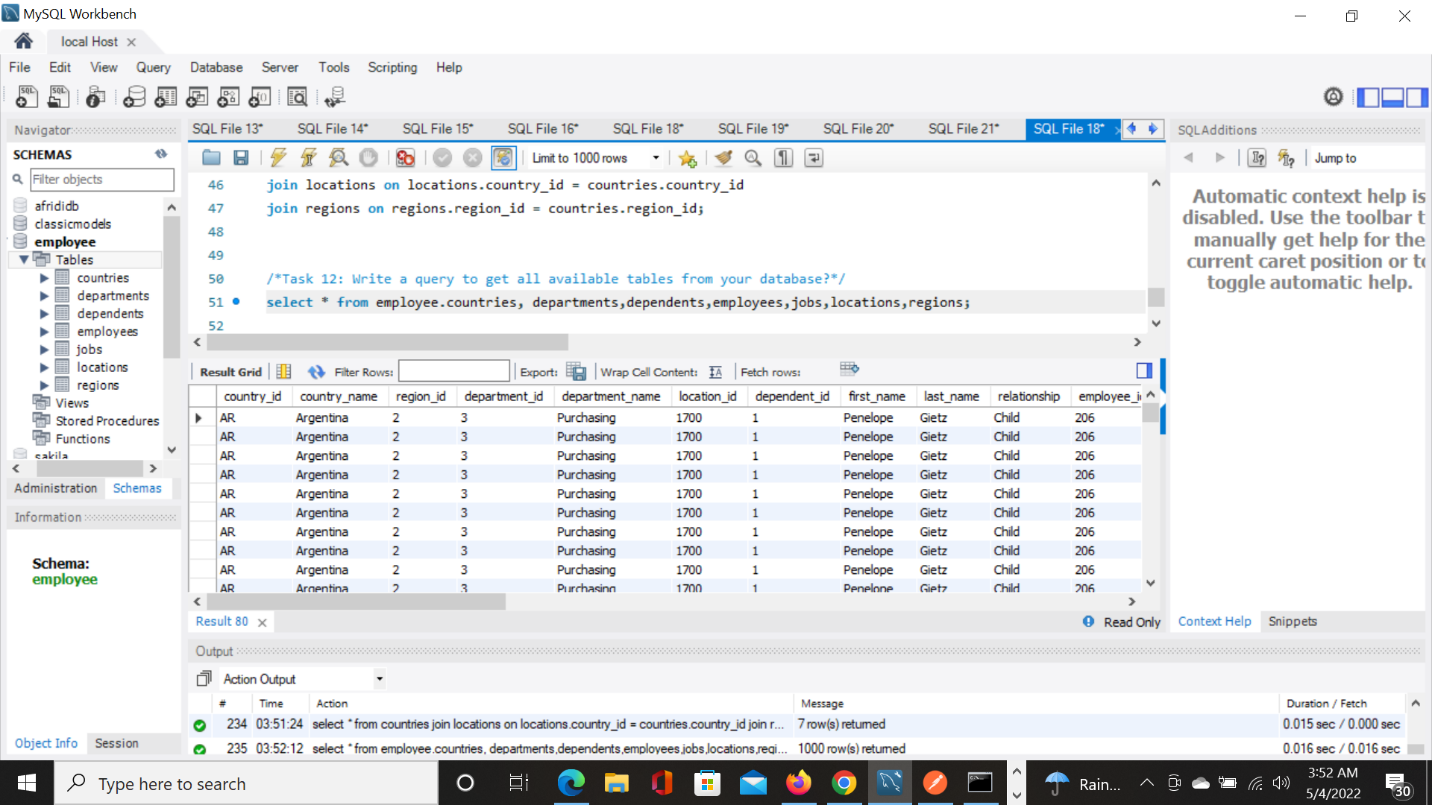 MySQL Workbench
local Host
File Edit View Query Database Server Tools Scripting Help
Navigator
SCHEMAS
Filter objects
afrididb
classicmodels
employee
Tables
countries
departments
dependents
employees
jobs
locations
regions
Views
Stored Procedures
Functions
sakila
Administration Schemas
Information
Schema:
employee
Object Info Session
SQL File 13* SQL File 14* SQL File 15* SQL File 16* SQL File 18* SQL File 19* SQL File 20* SQL File 21* SQL File 18*
Limit to 1000 rows
46 join locations on locations.country_id = countries.country_id
47 join regions on regions.region_id = countries.region_id;
48
49
50 /*Task 12: Write a query to get all available tables from your database?*/
51 select * from employee.countries, departments,dependents,employees,jobs,locations,regions;
52
Result Grid Filter Rows: Export: Wrap Cell Content: Fetch rows:
country_id country_name region_id department_id department_name location_id dependent_id first_name last_name relationship employee_i
AR Argentina 2 3 Purchasing 1700 1 Penelope Gietz Child 206
AR Argentina 2 3 Purchasing 1700 1 Penelope Gietz Child 206
AR Argentina 2 3 Purchasing 1700 1 Penelope Gietz Child 206
AR Argentina 2 3 Purchasing 1700 1 Penelope Gietz Child 206
AR Argentina 2 3 Purchasing 1700 1 Penelope Gietz Child 206
AR Argentina 2 3 Purchasing 1700 1 Penelope Gietz Child 206
AR Argentina 2 3 Purchasing 1700 1 Penelope Gietz Child 206
AR Argentina 2 3 Purchasing 1700 1 Penelope Gietz Child 206
AR Argentina 2 3 Purchasing 1700 1 Penelope Gietz Child 206
AR Argentina 2 3 Purchasing 1700 1 Penelope Gietz Child 206
Result 80 Read Only
SQLAdditions
Jump to
Automatic context help is
disabled. Use the toolbar t
manually get help for the
current caret position or to
toggle automatic help.
Context Help Snippets
Output
Action Output
# Time Action Message Duration / Fetch
234 03:51:24 select * from countries join locations on locations.country_id = countries.country_id join r... 7 row(s) returned 0.015 sec / 0.000 sec
235 03:52:12 select * from employee.countries, departments,dependents,employees,jobs,locations,regi... 1000 row(s) returned 0.016 sec / 0.016 sec
Type here to search
Rain...
3:52 AM
5/4/2022
30